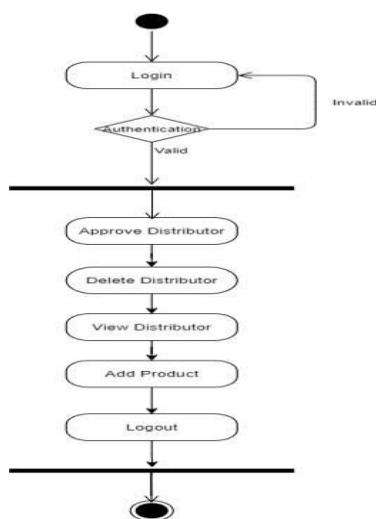 Login
Invalid
Authentication
Valid
Approve Distributor
Delete Distributor
View Distributor
Add Product
Logout